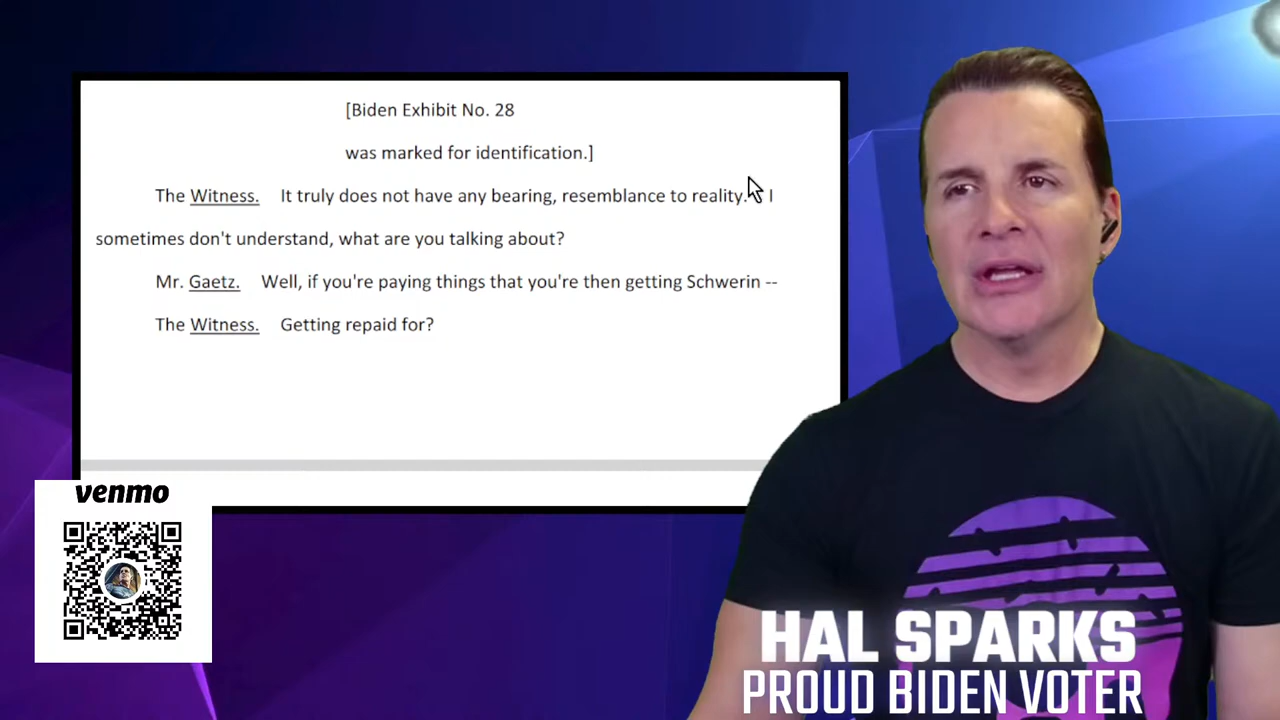 [Biden Exhibit No. 28
was marked for identification.]
The Witness. It truly does not have any bearing, resemblance to reality. I
sometimes don't understand, what are you talking about?
Mr. Gaetz. Well, if you're paying things that you're then getting Schwerin --
The Witness. Getting repaid for?
venmo
HAL SPARKS
PROUD BIDEN VOTER